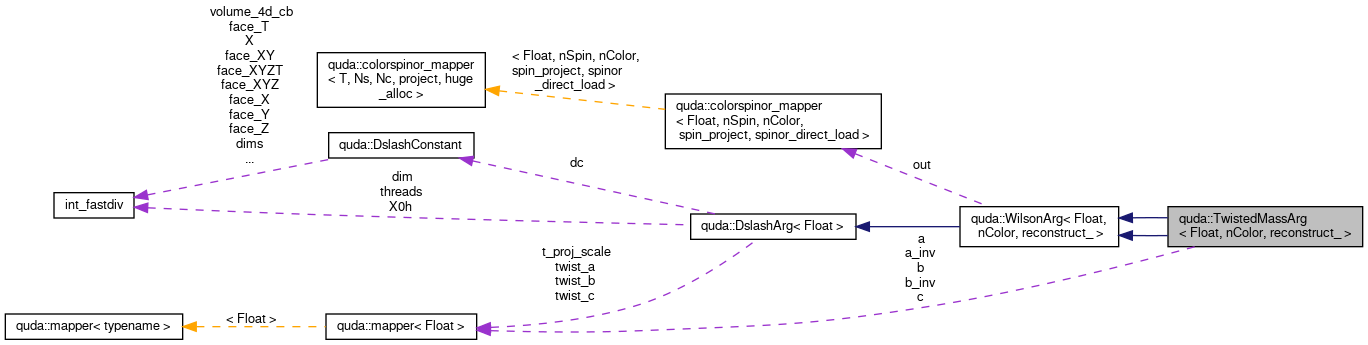 volume_4d_cb
face_T
X
face_XY
face_XYZT
face_XYZ
face_X
face_Y
face_Z
dims
...
quda::colorspinor_mapper
< T, Ns, Nc, project, huge
_alloc >
< Float, nSpin, nColor,
spin_project, spinor
_direct_load >
quda::colorspinor_mapper
< Float, nSpin, nColor,
spin_project, spinor_direct_load >
quda::DslashConstant
dc
out
int_fastdiv
dim
threads
X0h
quda::DslashArg< Float >
quda::WilsonArg< Float,
nColor, reconstruct_ >
quda::TwistedMassArg
< Float, nColor, reconstruct_ >
t_proj_scale
twist_a
twist_b
twist_c
a
a_inv
b
b_inv
c
quda::mapper< typename >
< Float >
quda::mapper< Float >